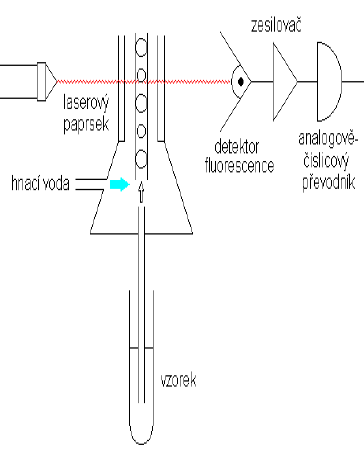 zesilovač
laserový
paprsek
detektor
fluorescence
analogově-
číslicový
převodník
hnací voda
vzorek